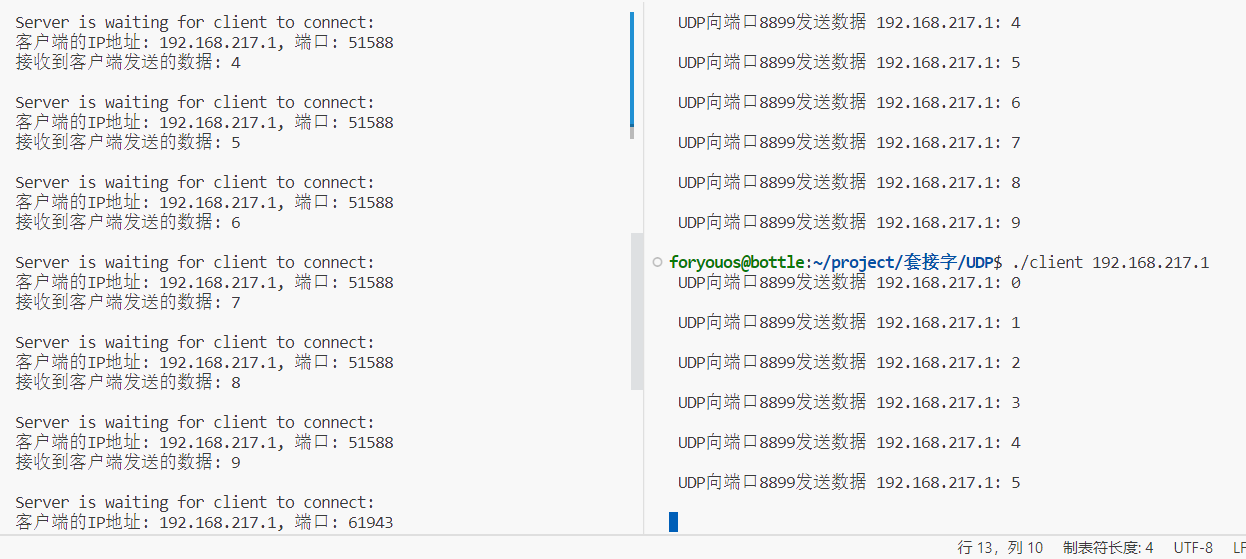 Server is waiting for client to connect:
客户端的IP地址: 192.168.217.1, 端口: 51588
接收到客户端发送的数据: 4
Server is waiting for client to connect:
客户端的IP地址: 192.168.217.1, 端口: 51588
接收到客户端发送的数据: 5
Server is waiting for client to connect:
客户端的IP地址: 192.168.217.1, 端口: 51588
接收到客户端发送的数据: 6
Server is waiting for client to connect:
客户端的IP地址: 192.168.217.1, 端口: 51588
接收到客户端发送的数据: 7
Server is waiting for client to connect:
客户端的IP地址: 192.168.217.1, 端口: 51588
接收到客户端发送的数据: 8
Server is waiting for client to connect:
客户端的IP地址: 192.168.217.1, 端口: 51588
接收到客户端发送的数据: 9
Server is waiting for client to connect:
客户端的IP地址: 192.168.217.1, 端口: 61943
UDP向端口8899发送数据 192.168.217.1: 4
UDP向端口8899发送数据 192.168.217.1: 5
UDP向端口8899发送数据 192.168.217.1: 6
UDP向端口8899发送数据 192.168.217.1: 7
UDP向端口8899发送数据 192.168.217.1: 8
UDP向端口8899发送数据 192.168.217.1: 9
foryouos@bottle:~/project/套接字/UDP$ ./client 192.168.217.1
UDP向端口8899发送数据 192.168.217.1: 0
UDP向端口8899发送数据 192.168.217.1: 1
UDP向端口8899发送数据 192.168.217.1: 2
UDP向端口8899发送数据 192.168.217.1: 3
UDP向端口8899发送数据 192.168.217.1: 4
UDP向端口8899发送数据 192.168.217.1: 5
行 13, 列 10 制表符长度: 4 UTF-8 LF